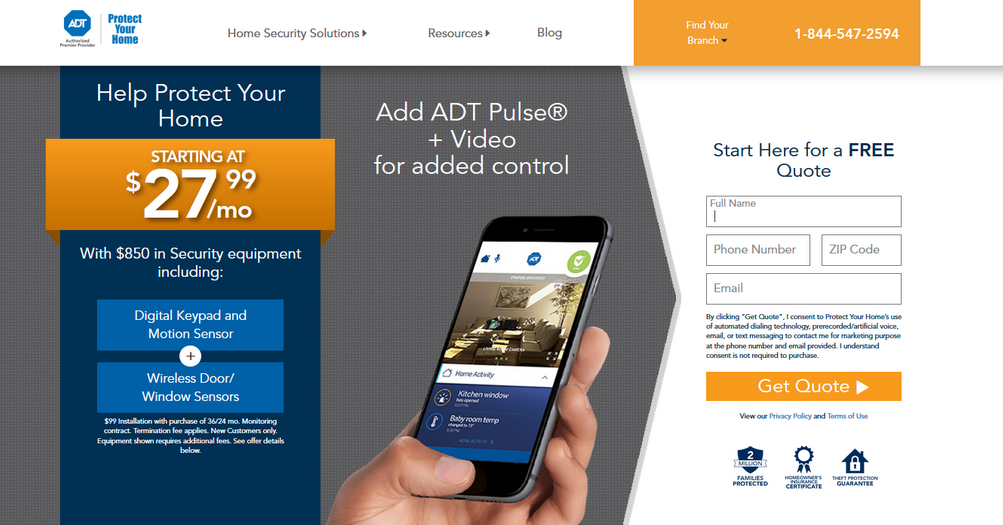 ADT
Authorized
Premier Provider
Protect
Your
Home
Home Security Solutions
Resources
Blog
Find Your
Branch
1-844-547-2594
Help Protect Your
Home
STARTING AT
$27.99
/mo
With $850 in Security equipment
including:
Digital Keypad and
Motion Sensor
+
Wireless Door/
Window Sensors
$99 Installation with purchase of 36/24 mo. Monitoring
contract. Termination fee applies. New Customers only.
Equipment shown requires additional fees. See offer details
below.
Add ADT Pulse®
+ Video
for added control
ADT
LIVING ROOM CAMERA
Home Activity
Kitchen window
has opened
Baby room temp
changed to 73°
MORE ACTIVITY >
Start Here for a FREE
Quote
Full Name
Phone Number
ZIP Code
Email
By clicking "Get Quote", I consent to Protect Your Home's use
of automated dialing technology, prerecorded/artificial voice,
email, or text messaging to contact me for marketing purpose
at the phone number and email provided. I understand
consent is not required to purchase.
Get Quote
View our Privacy Policy and Terms of Use
2
MILLION
FAMILIES
PROTECTED
HOMEOWNER'S
INSURANCE
CERTIFICATE
THEFT PROTECTION
GUARANTEE